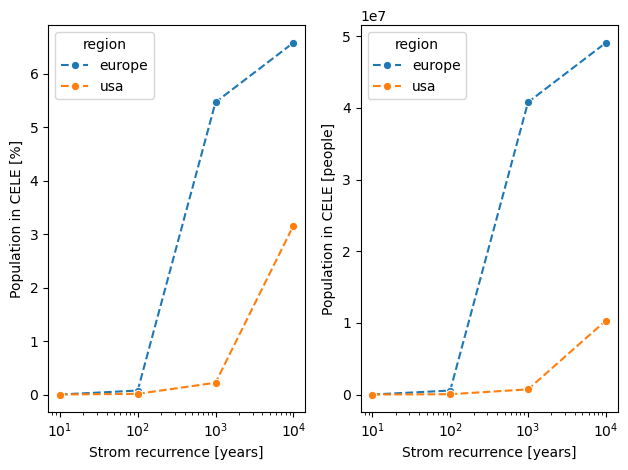 region
europe
usa
Population in CELE [%]
6
5
4
3
2
1
0
10¹
10²
10³
10⁴
Strom recurrence [years]
1e7
region
europe
usa
Population in CELE [people]
5
4
3
2
1
0
10¹
10²
10³
10⁴
Strom recurrence [years]